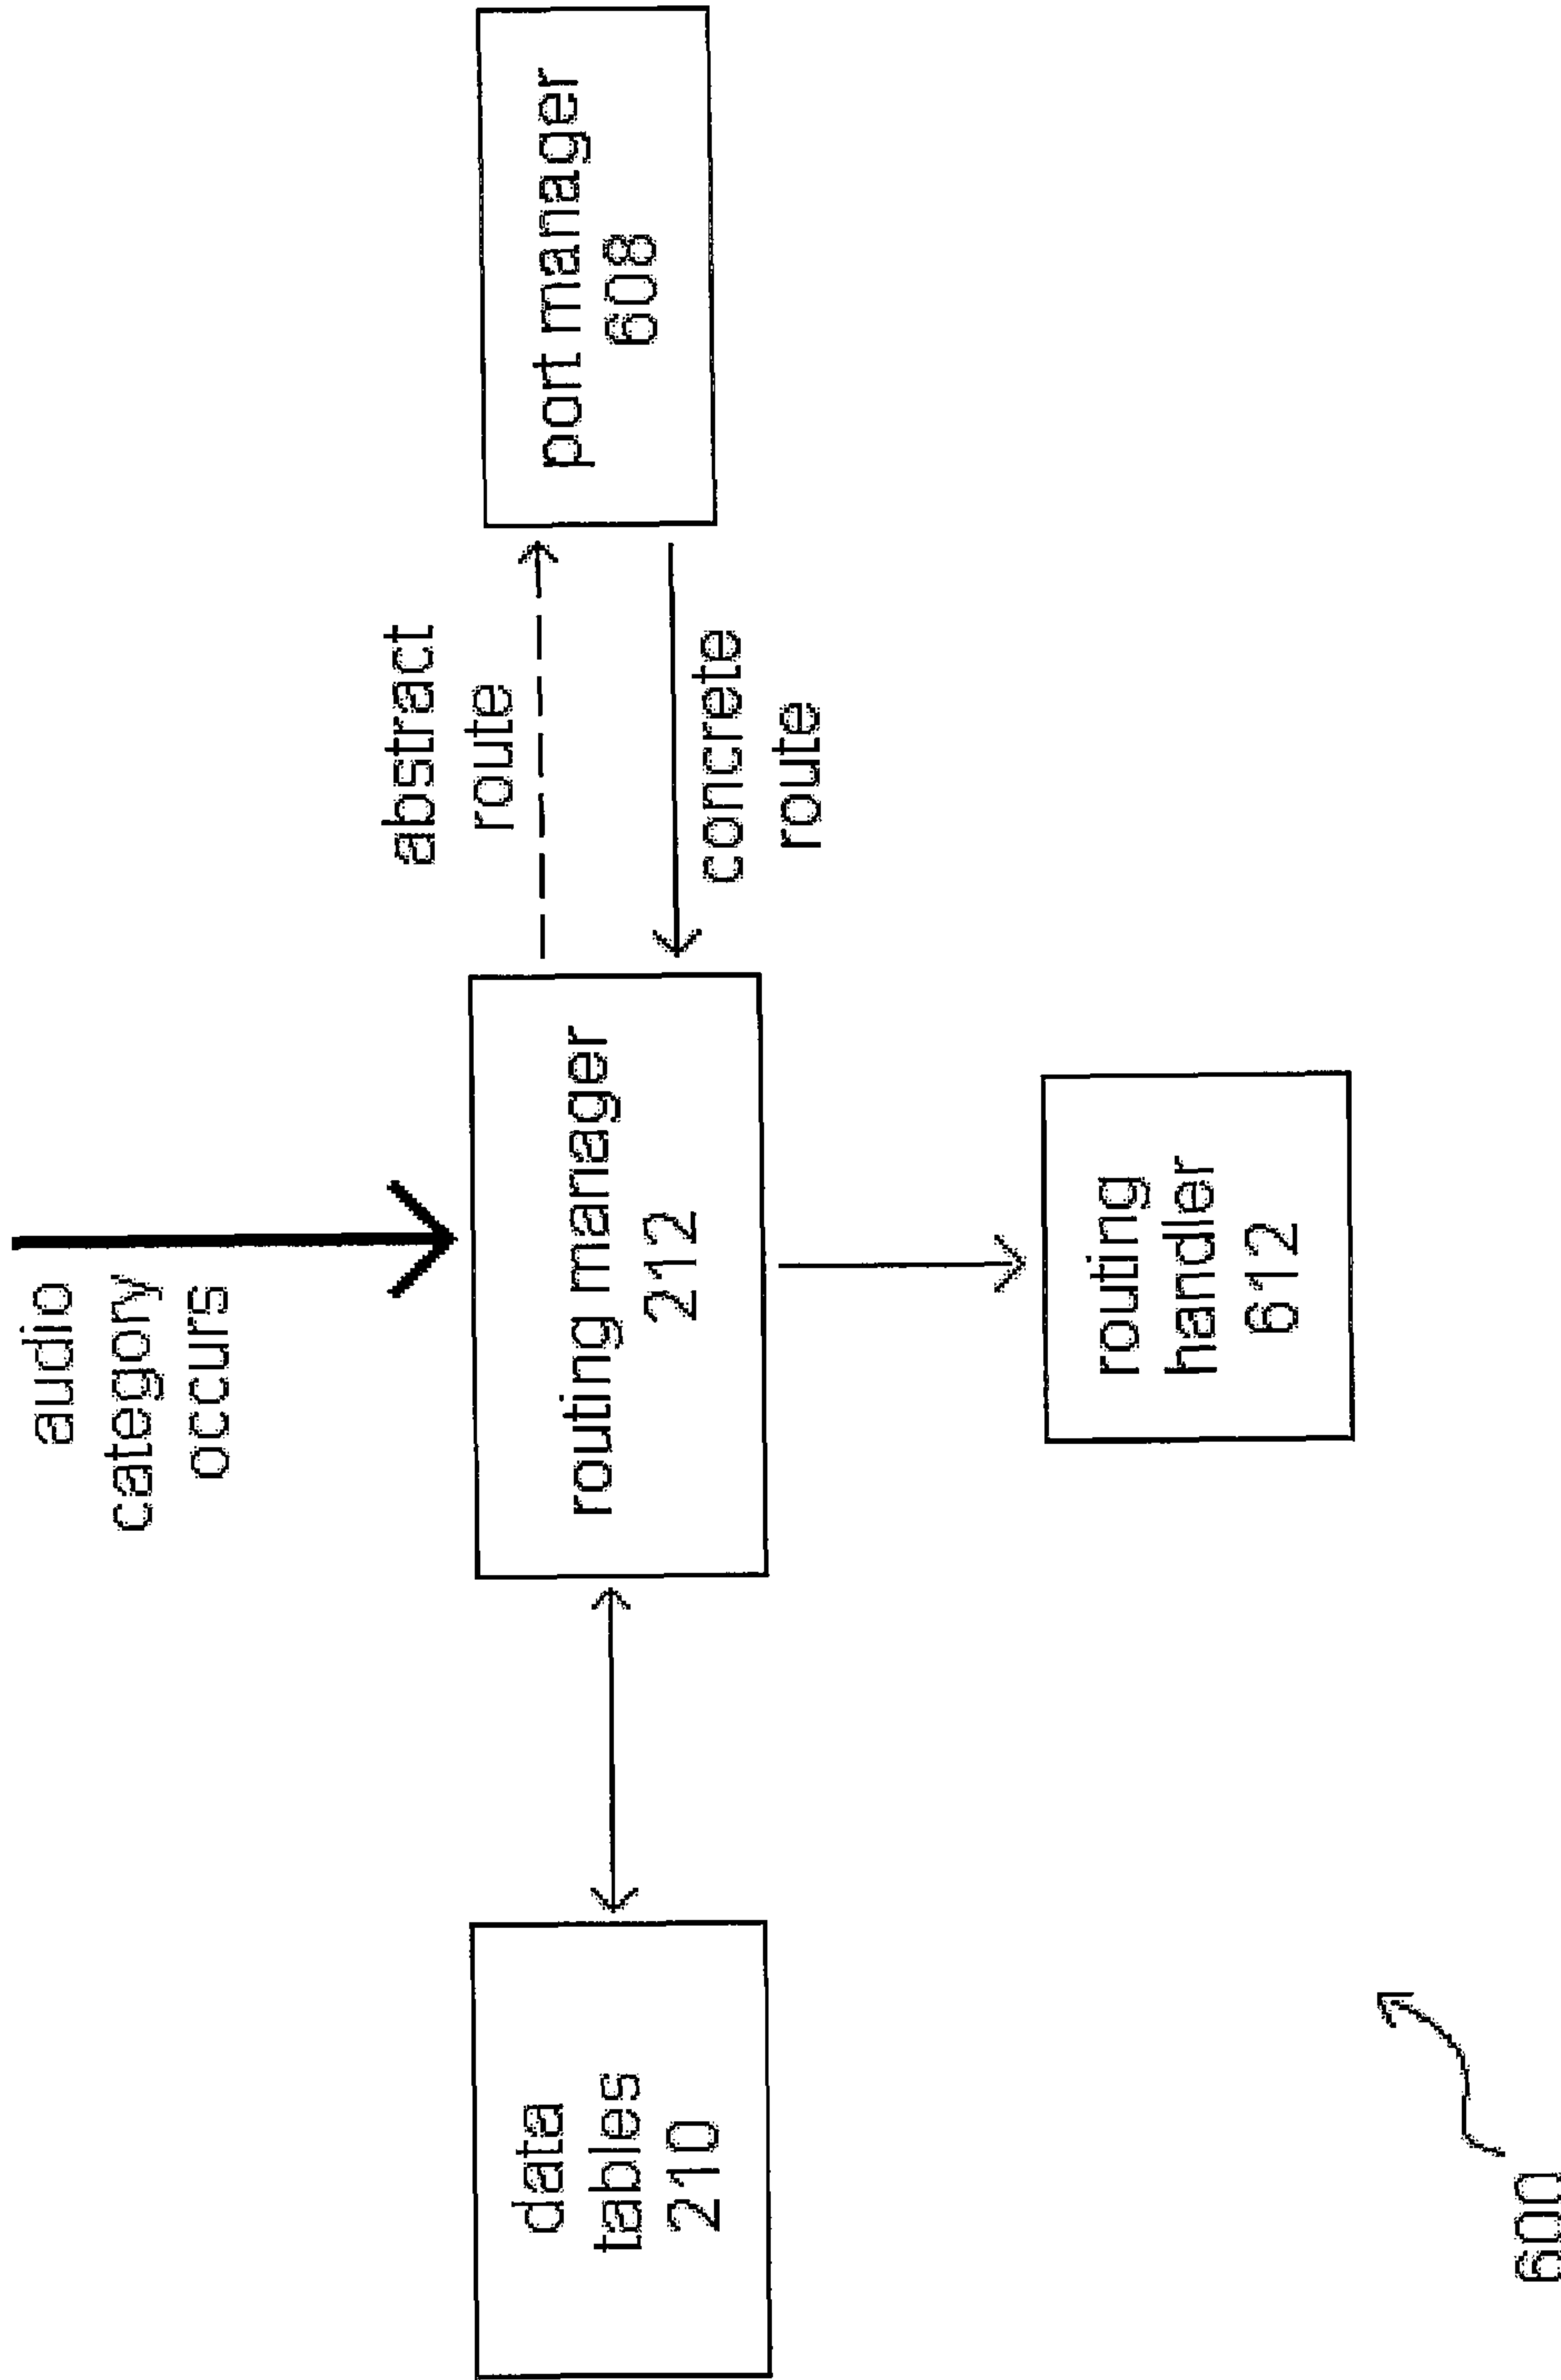 audio
category
occurs
data
tables
210
routing manager
212
abstract
route
concrete
route
port manager
608
routing
handler
612
600